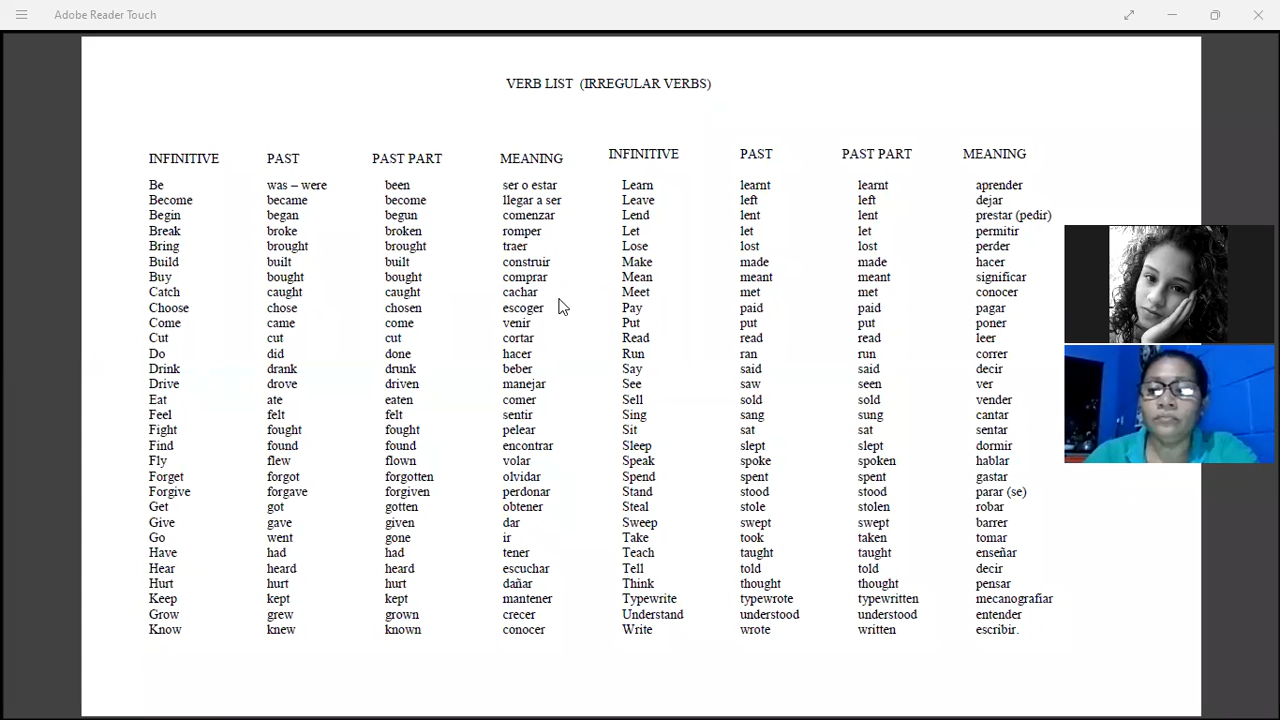 Adobe Reader Touch
VERB LIST (IRREGULAR VERBS)
INFINITIVE PAST PAST PART MEANING INFINITIVE PAST PAST PART MEANING
Be was – were been ser o estar Learn learnt learnt aprender
Become became become llegar a ser Leave left left dejar
Begin began begun comenzar Lend lent lent prestar (pedir)
Break broke broken romper Let let let permitir
Bring brought brought traer Lose lost lost perder
Build built built construir Make made made hacer
Buy bought bought comprar Mean meant meant significar
Catch caught caught cachar Meet met met conocer
Choose chose chosen escoger Pay paid paid pagar
Come came come venir Put put put poner
Cut cut cut cortar Read read read leer
Do did done hacer Run ran run correr
Drink drank drunk beber Say said said decir
Drive drove driven manejar See saw seen ver
Eat ate eaten comer Sell sold sold vender
Feel felt felt sentir Sing sang sung cantar
Fight fought fought pelear Sit sat sat sentar
Find found found encontrar Sleep slept slept dormir
Fly flew flown volar Speak spoke spoken hablar
Forget forgot forgotten olvidar Spend spent spent gastar
Forgive forgave forgiven perdonar Stand stood stood parar (se)
Get got gotten obtener Steal stole stolen robar
Give gave given dar Sweep swept swept barrer
Go went gone ir Take took taken tomar
Have had had tener Teach taught taught enseñar
Hear heard heard escuchar Tell told told decir
Hurt hurt hurt dañar Think thought thought pensar
Keep kept kept mantener Typewrite typewrote typewritten mecanografiar
Grow grew grown crecer Understand understood understood entender
Know knew known conocer Write wrote written escribir.